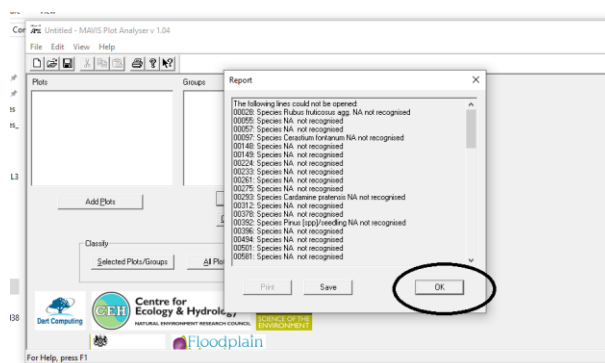 Untitled - MAVIS Plot Analyser v 1.04
File Edit View Help
Plots
Groups
Add Plots
Classify
Selected Plots/Groups
Report
The following lines could not be opened:
00028: Species Rubus fruticosus agg. NA not recognised
00055: Species NA not recognised
00057: Species NA not recognised
00097: Species Cerastium fontanum NA not recognised
00148: Species NA not recognised
00149: Species NA not recognised
00224: Species NA not recognised
00233: Species NA not recognised
00261: Species NA not recognised
00275: Species NA not recognised
00293: Species Cardamine pratensis NA not recognised
00312: Species NA not recognised
00378: Species NA not recognised
00392: Species Pinus [spp]/seedling NA not recognised
00396: Species NA not recognised
00494: Species NA not recognised
00501: Species NA not recognised
00581: Species NA not recognised
Print
Save
OK
Dart Computing
CEH
Centre for
Ecology & Hydrology
NATURAL ENVIRONMENT RESEARCH COUNCIL
SCIENCE OF THE
ENVIRONMENT
Floodplain
For Help, press F1
L3